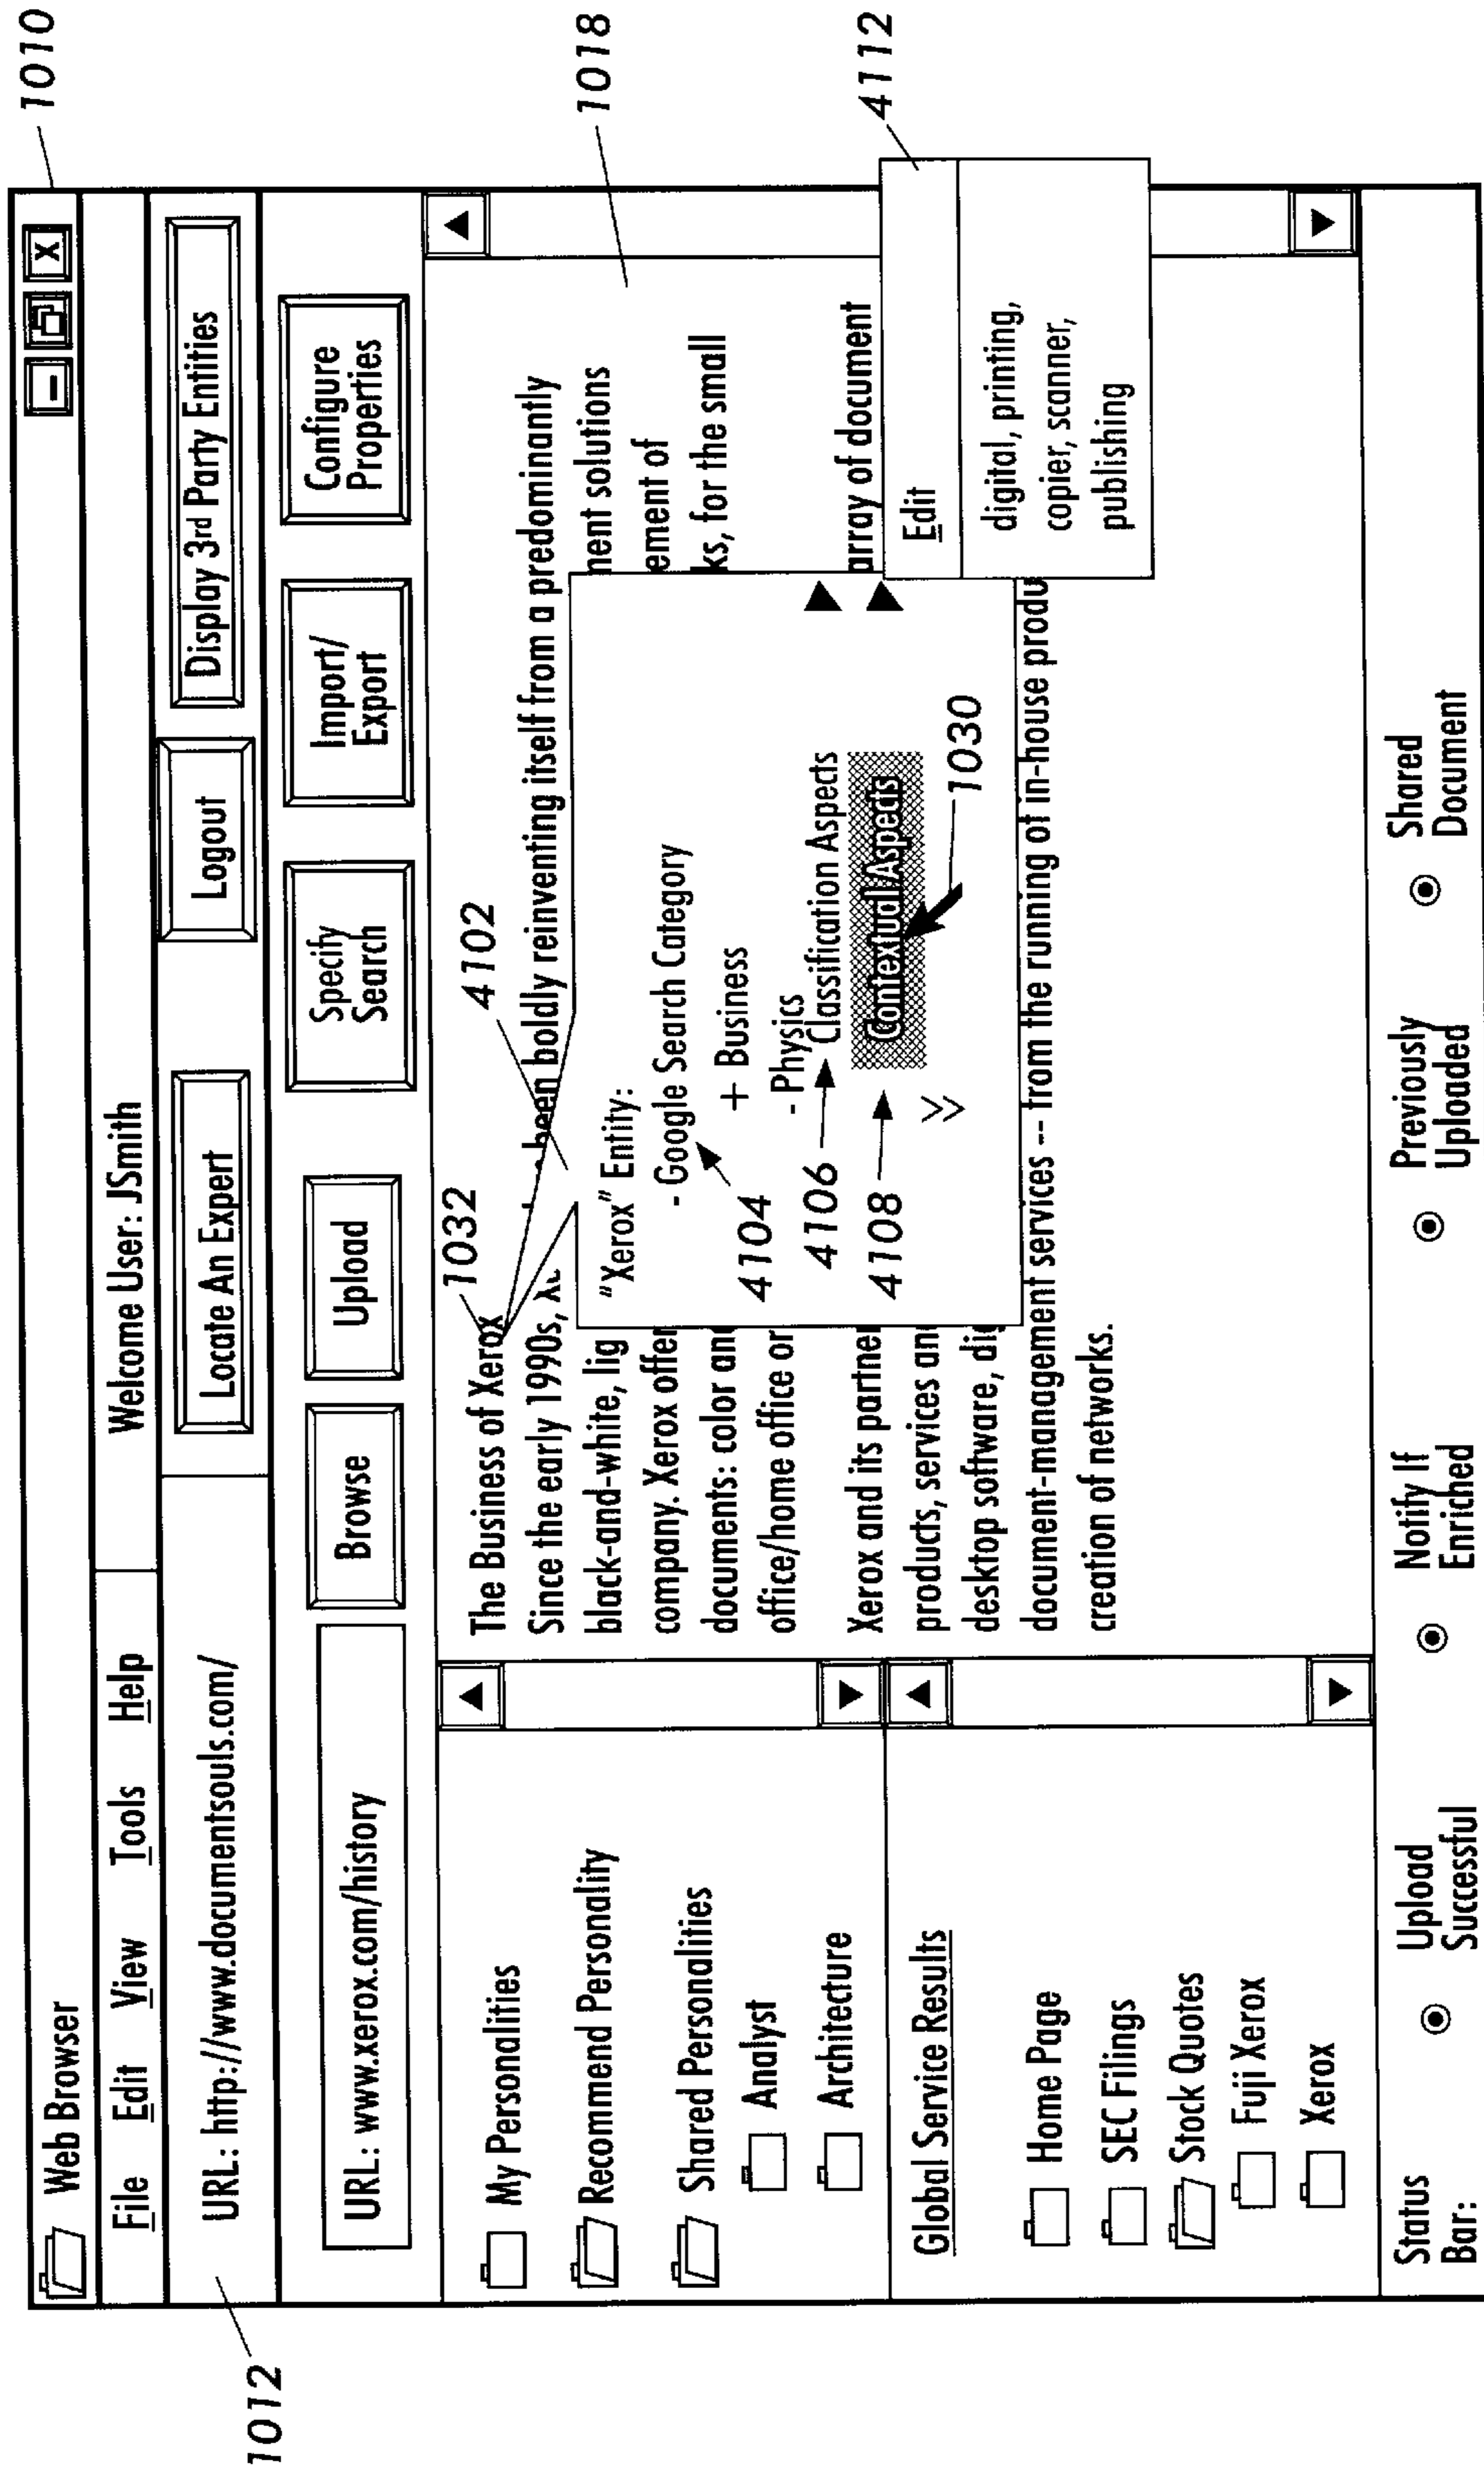 1010
Web Browser
X
File Edit View Tools Help
Welcome User: JSmith
1012
URL: http://www.documentsouls.com/
Locate An Expert
Logout
Display 3rd Party Entities
URL: www.xerox.com/history
Browse
Upload
Specify
Search
Import/
Export
Configure
Properties
My Personalities
Recommend Personality
Shared Personalities
Analyst
Architecture
Global Service Results
Home Page
SEC Filings
Stock Quotes
Fuji Xerox
Xerox
1032
4102
1018
The Business of Xerox
Since the early 1990s, been boldly reinventing itself from a predominantly
black-and-white, lig ment solutions
company. Xerox offer ement of
documents: color an ks, for the small
office/home office or
Xerox and its partner array of document
products, services an
desktop software, dig
document-management services -- from the running of in-house produ
creation of networks.
"Xerox" Entity:
- Google Search Category
4104
+ Business
- Physics
4106
Classification Aspects
4108
Contextual Aspects
1030
4112
Edit
digital, printing,
copier, scanner,
publishing
Status
Bar:
Upload
Successful
Notify If
Enriched
Previously
Uploaded
Shared
Document